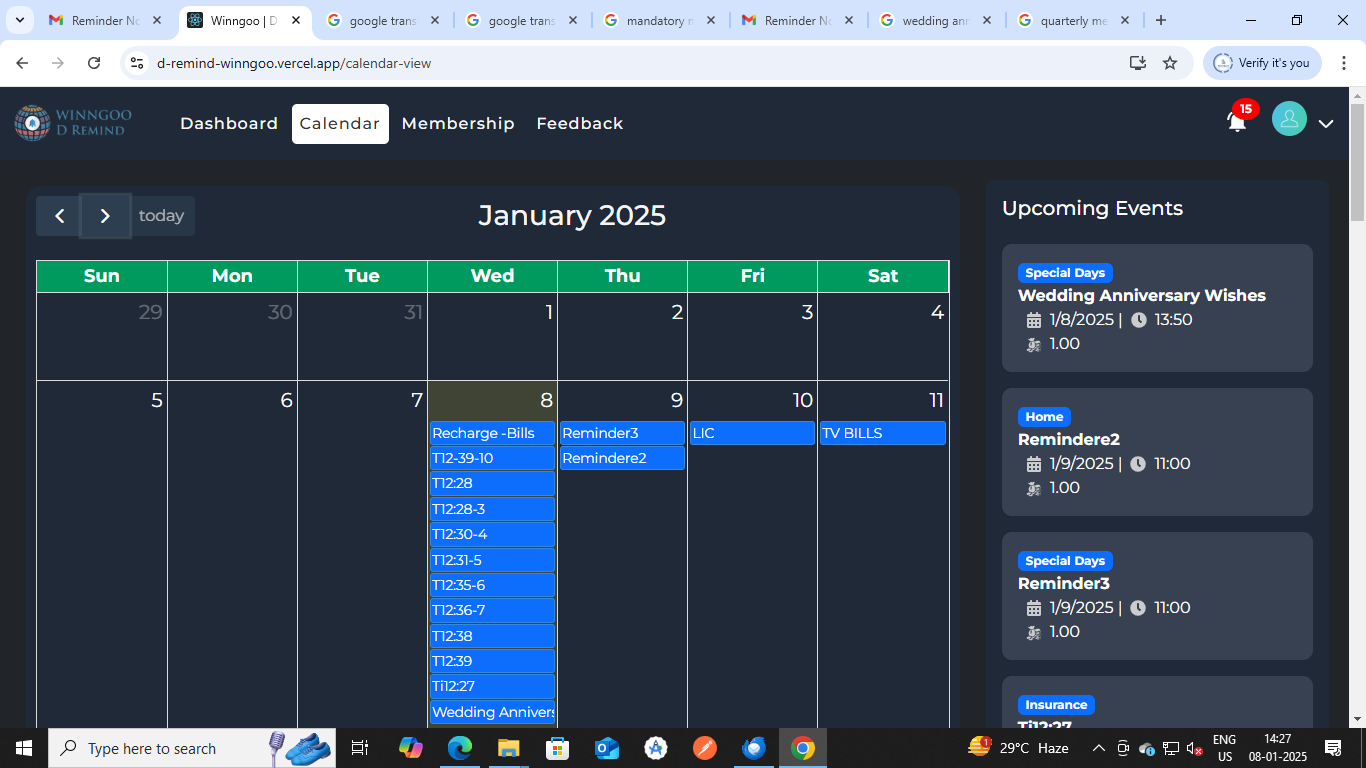 Reminder No
Winngoo | D
google trans
google trans
mandatory n
Reminder No
wedding ann
quarterly me
d-remind-winngoo.vercel.app/calendar-view
Verify it's you
WINNGOO
D REMIND
Dashboard
Calendar
Membership
Feedback
15
today
January 2025
Sun Mon Tue Wed Thu Fri Sat
29 30 31 1 2 3 4
5 6 7 8 9 10 11
Recharge -Bills
T12-39-10
T12:28
T12:28-3
T12:30-4
T12:31-5
T12:35-6
T12:36-7
T12:38
T12:39
Ti12:27
Wedding Annivers
Reminder3
Remindere2
LIC
TV BILLS
Upcoming Events
Special Days
Wedding Anniversary Wishes
1/8/2025 | 13:50
1.00
Home
Remindere2
1/9/2025 | 11:00
1.00
Special Days
Reminder3
1/9/2025 | 11:00
1.00
Insurance
Ti12:27
Type here to search
1
29°C Haze
ENG
US
14:27
08-01-2025